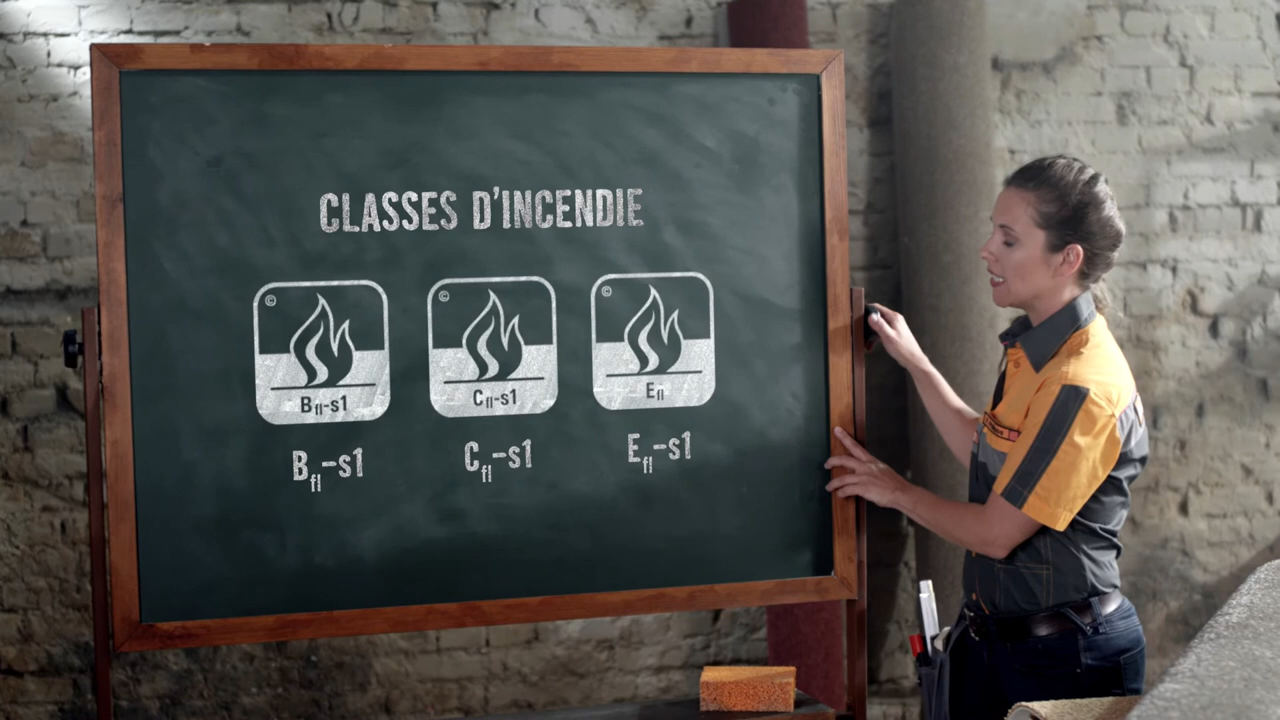 CLASSES D'INCENDIE
© © ©
Bfl-s1 Cfl-s1 Efl
Bfl-s1 Cfl-s1 Efl-s1